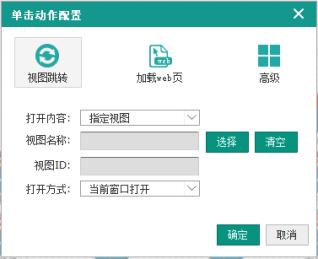 单击动作配置
web
视图跳转 加载web页 高级
打开内容： 指定视图
视图名称： 选择 清空
视图ID：
打开方式： 当前窗口打开
确定 取消